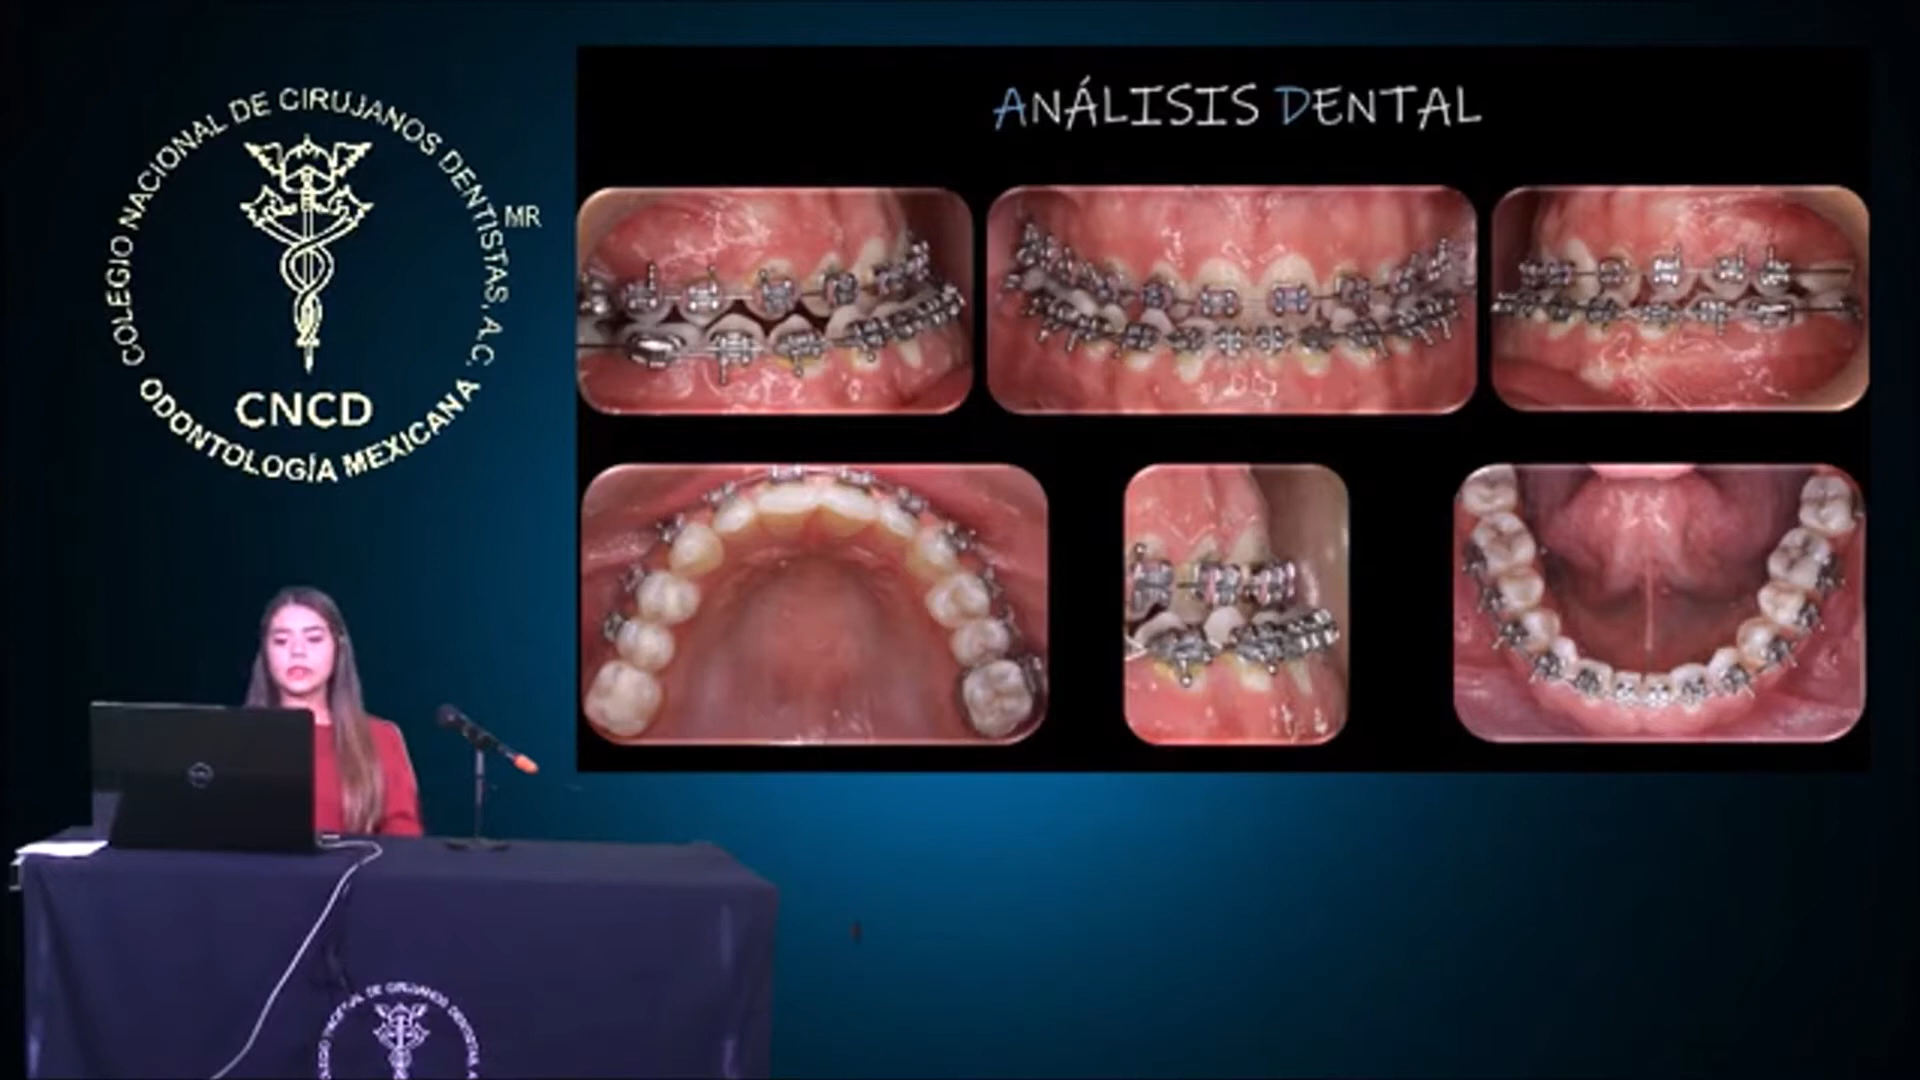 COLEGIO NACIONAL DE CIRUJANOS DENTISTAS, A.C.
MR
CNCD
ODONTOLOGÍA MEXICANA
ANÁLISIS DENTAL